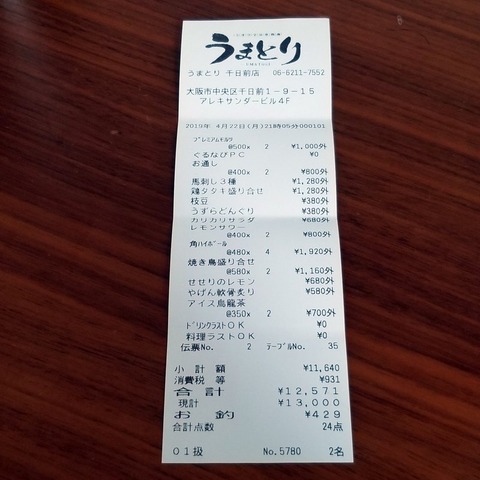 うまとり
UMATORI
うまとり 千日前店 06-6211-7552
大阪市中央区千日前1-9-15
アレキサンダービル4F
2019年 4月22日(月)21時05分000101
プレミアムモルツ
@500x 2 ¥1,000外
ぐるなびPC ¥0
お通し
@400x 2 ¥800外
馬刺し3種 ¥1,280外
鶏タタキ盛り合せ ¥1,280外
枝豆 ¥380外
うずらどんぐり ¥380外
カリカリサラダ ¥680外
レモンサワー
@400x 2 ¥800外
角ハイボール
@480x 4 ¥1,920外
焼き鳥盛り合せ
@580x 2 ¥1,160外
せせりのレモン ¥680外
やげん軟骨炙り ¥580外
アイス烏龍茶
@350x 2 ¥700外
ドリンクラストOK ¥0
料理ラストOK ¥0
伝票No. 2 テーブルNo. 35
小計額 ¥11,640
消費税 等 ¥931
合計 ¥12,571
現計 ¥13,000
お釣 ¥429
合計点数 24点
01扱 No.5780 2名